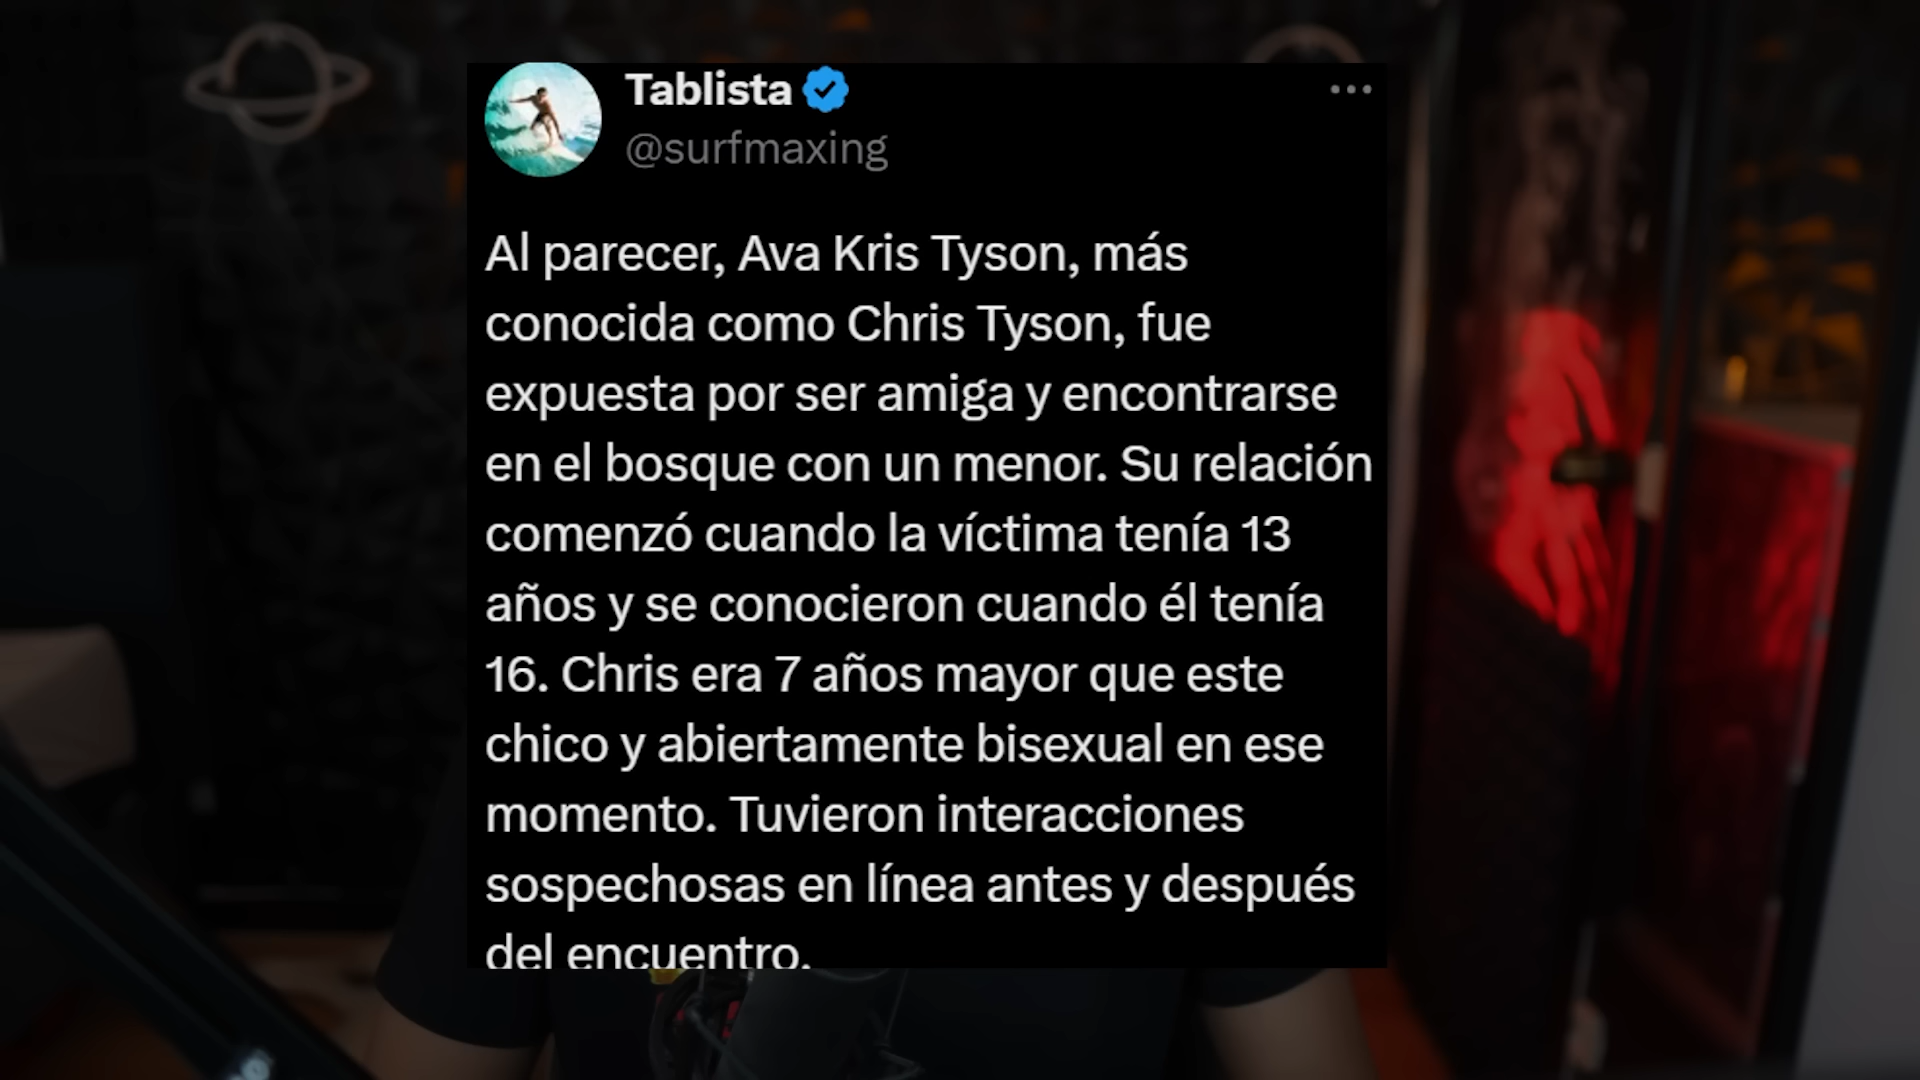 Tablista
@surfmaxing
Al parecer, Ava Kris Tyson, más
conocida como Chris Tyson, fue
expuesta por ser amiga y encontrarse
en el bosque con un menor. Su relación
comenzó cuando la víctima tenía 13
años y se conocieron cuando él tenía
16. Chris era 7 años mayor que este
chico y abiertamente bisexual en ese
momento. Tuvieron interacciones
sospechosas en línea antes y después
del encuentro.